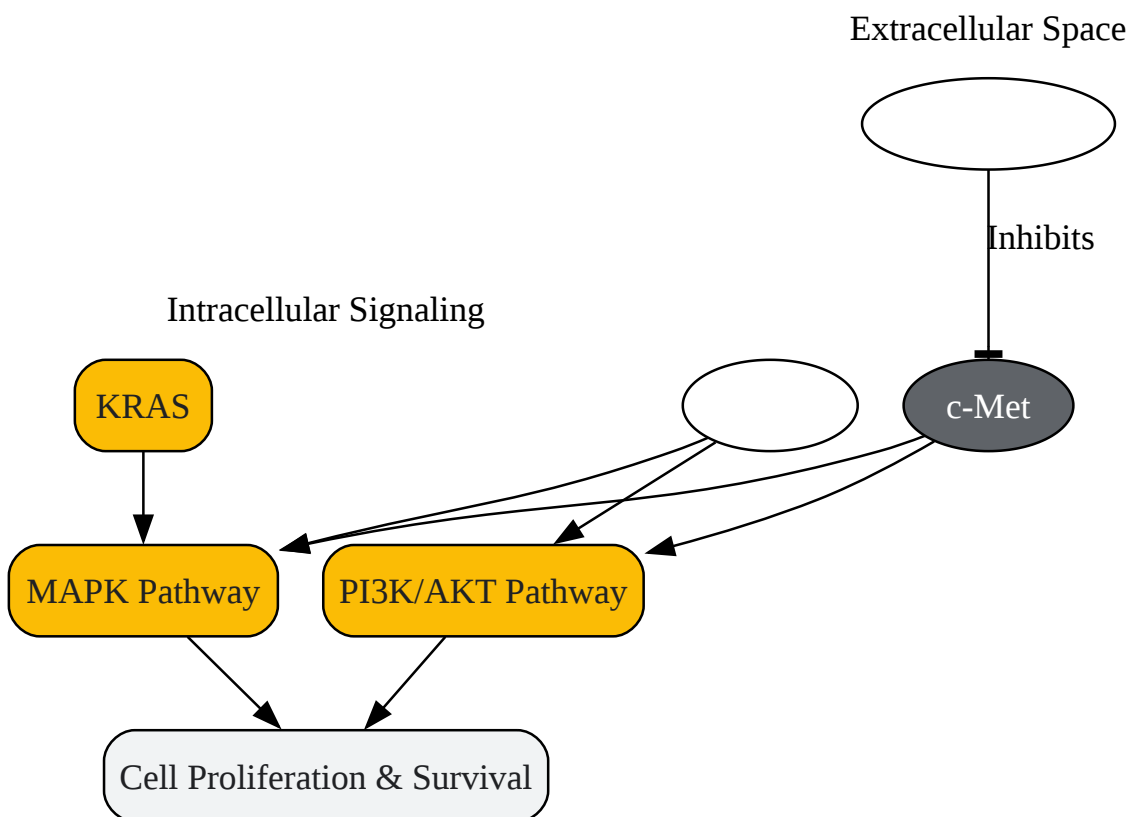 Extracellular Space
Inhibits
Intracellular Signaling
KRAS
c-Met
MAPK Pathway
PI3K/AKT Pathway
Cell Proliferation & Survival